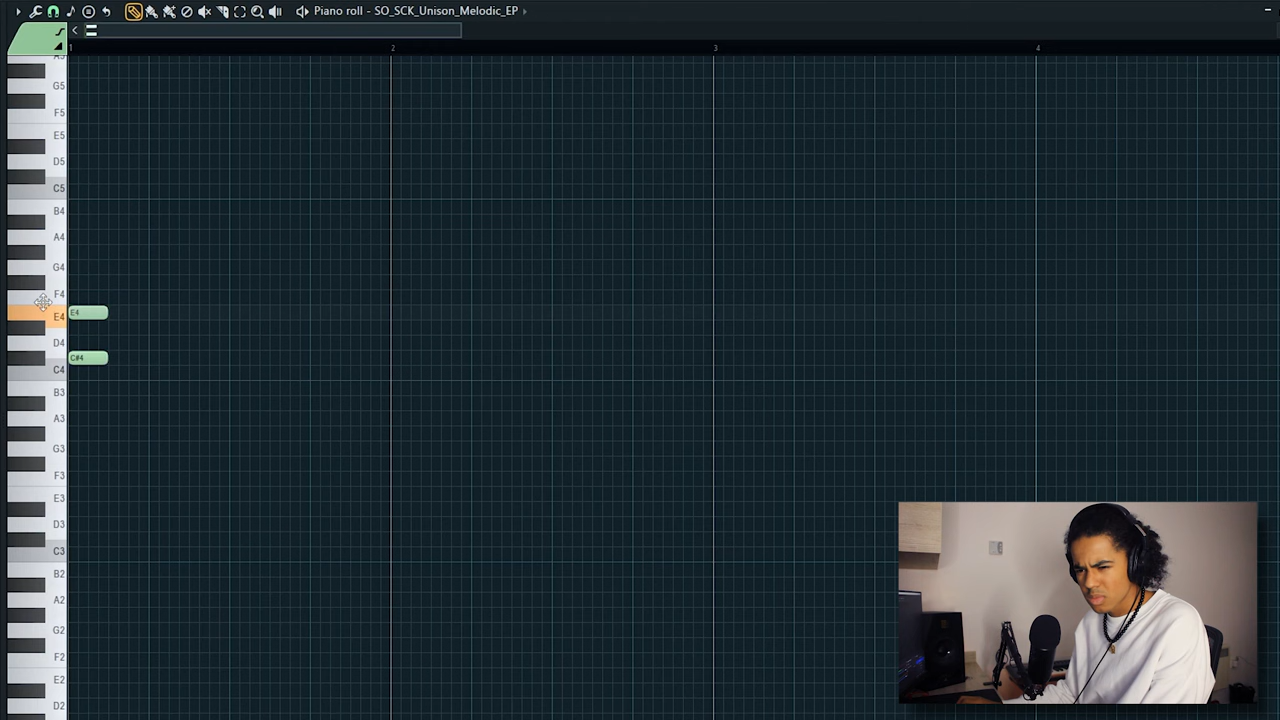 Piano roll - SO_SCK_Unison_Melodic_EP
1 2 3 4
A5
G5
F5
E5
D5
C5
B4
A4
G4
F4
E4 E4
D4
C#4
C4
B3
A3
G3
F3
E3
D3
C3
B2
A2
G2
F2
E2
D2